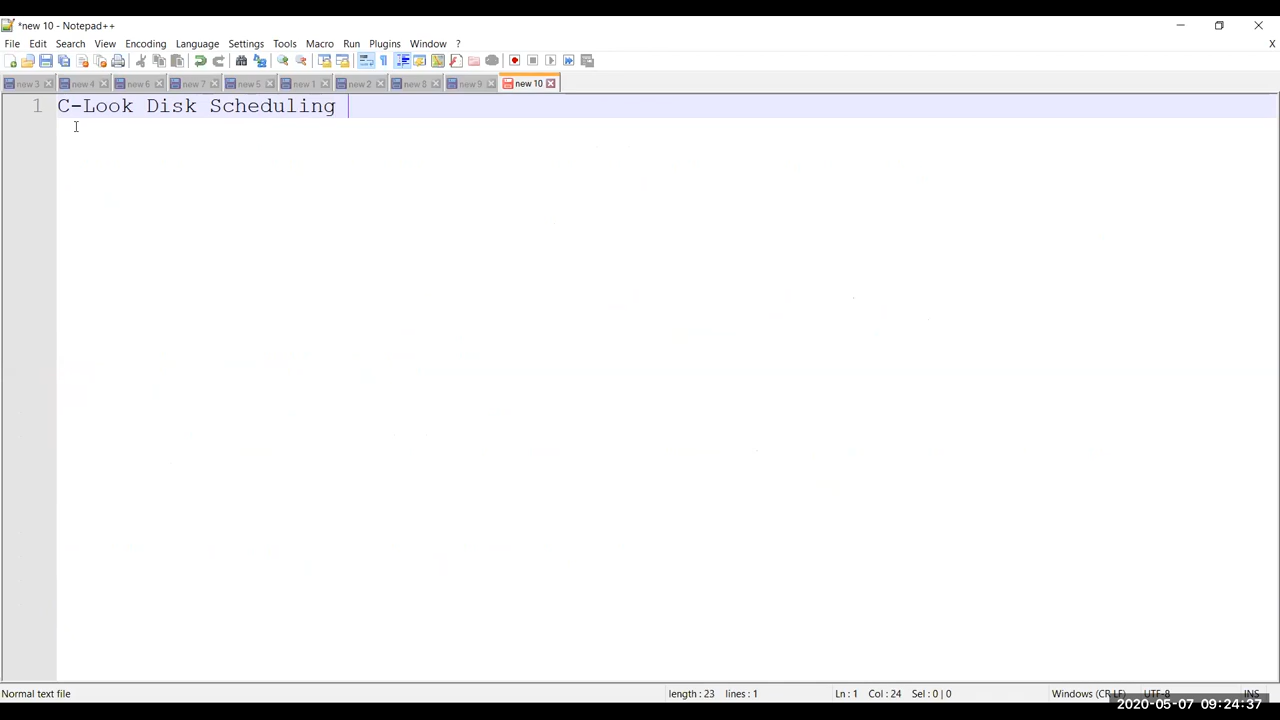 *new 10 - Notepad++
File Edit Search View Encoding Language Settings Tools Macro Run Plugins Window ? X
new 3 new 4 new 6 new 7 new 5 new 1 new 2 new 8 new 9 new 10
1 C-Look Disk Scheduling
Normal text file length : 23 lines : 1 Ln : 1 Col : 24 Sel : 0 | 0 Windows (CR LF) UTF-8 INS
2020-05-07 09:24:37